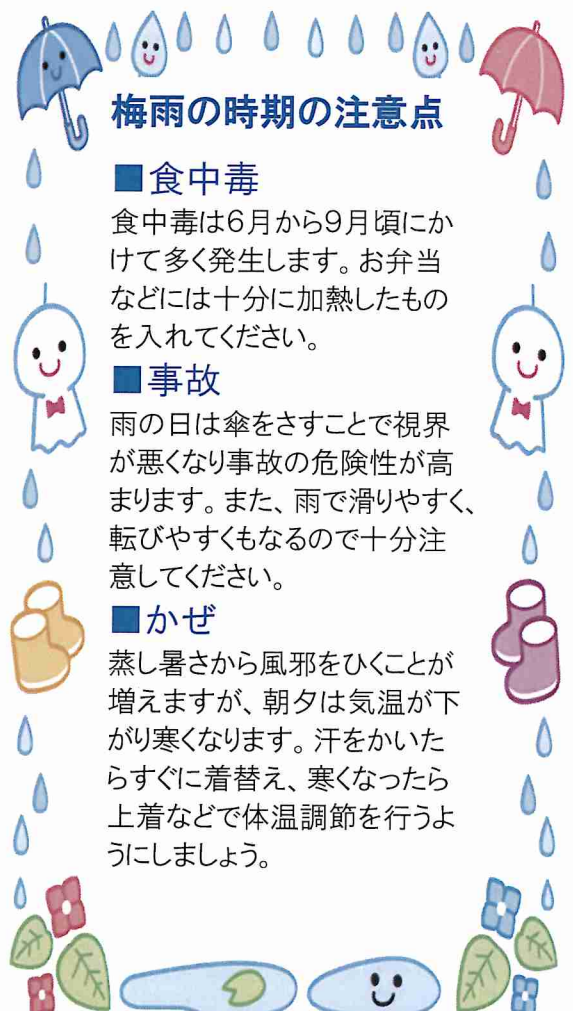 梅雨の時期の注意点
■食中毒
食中毒は6月から9月頃にか
けて多く発生します。お弁当
などには十分に加熱したもの
を入れてください。
■事故
雨の日は傘をさすことで視界
が悪くなり事故の危険性が高
まります。また、雨で滑りやすく、
転びやすくもなるので十分注
意してください。
■かぜ
蒸し暑さから風邪をひくことが
増えますが、朝夕は気温が下
がり寒くなります。汗をかいた
らすぐに着替え、寒くなったら
上着などで体温調節を行うよ
うにしましょう。